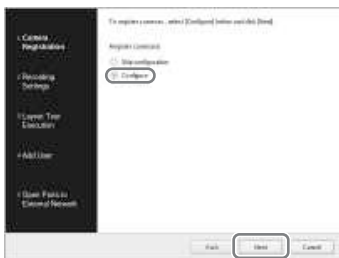 To register cameras, select [Configure] below and click [Next].
Camera
Registration
Register cameras:
Skip configuration
Configure
Recording
Settings
Layout Tree
Execution
Add User
Open Ports to
External Network
Back
Next
Cancel